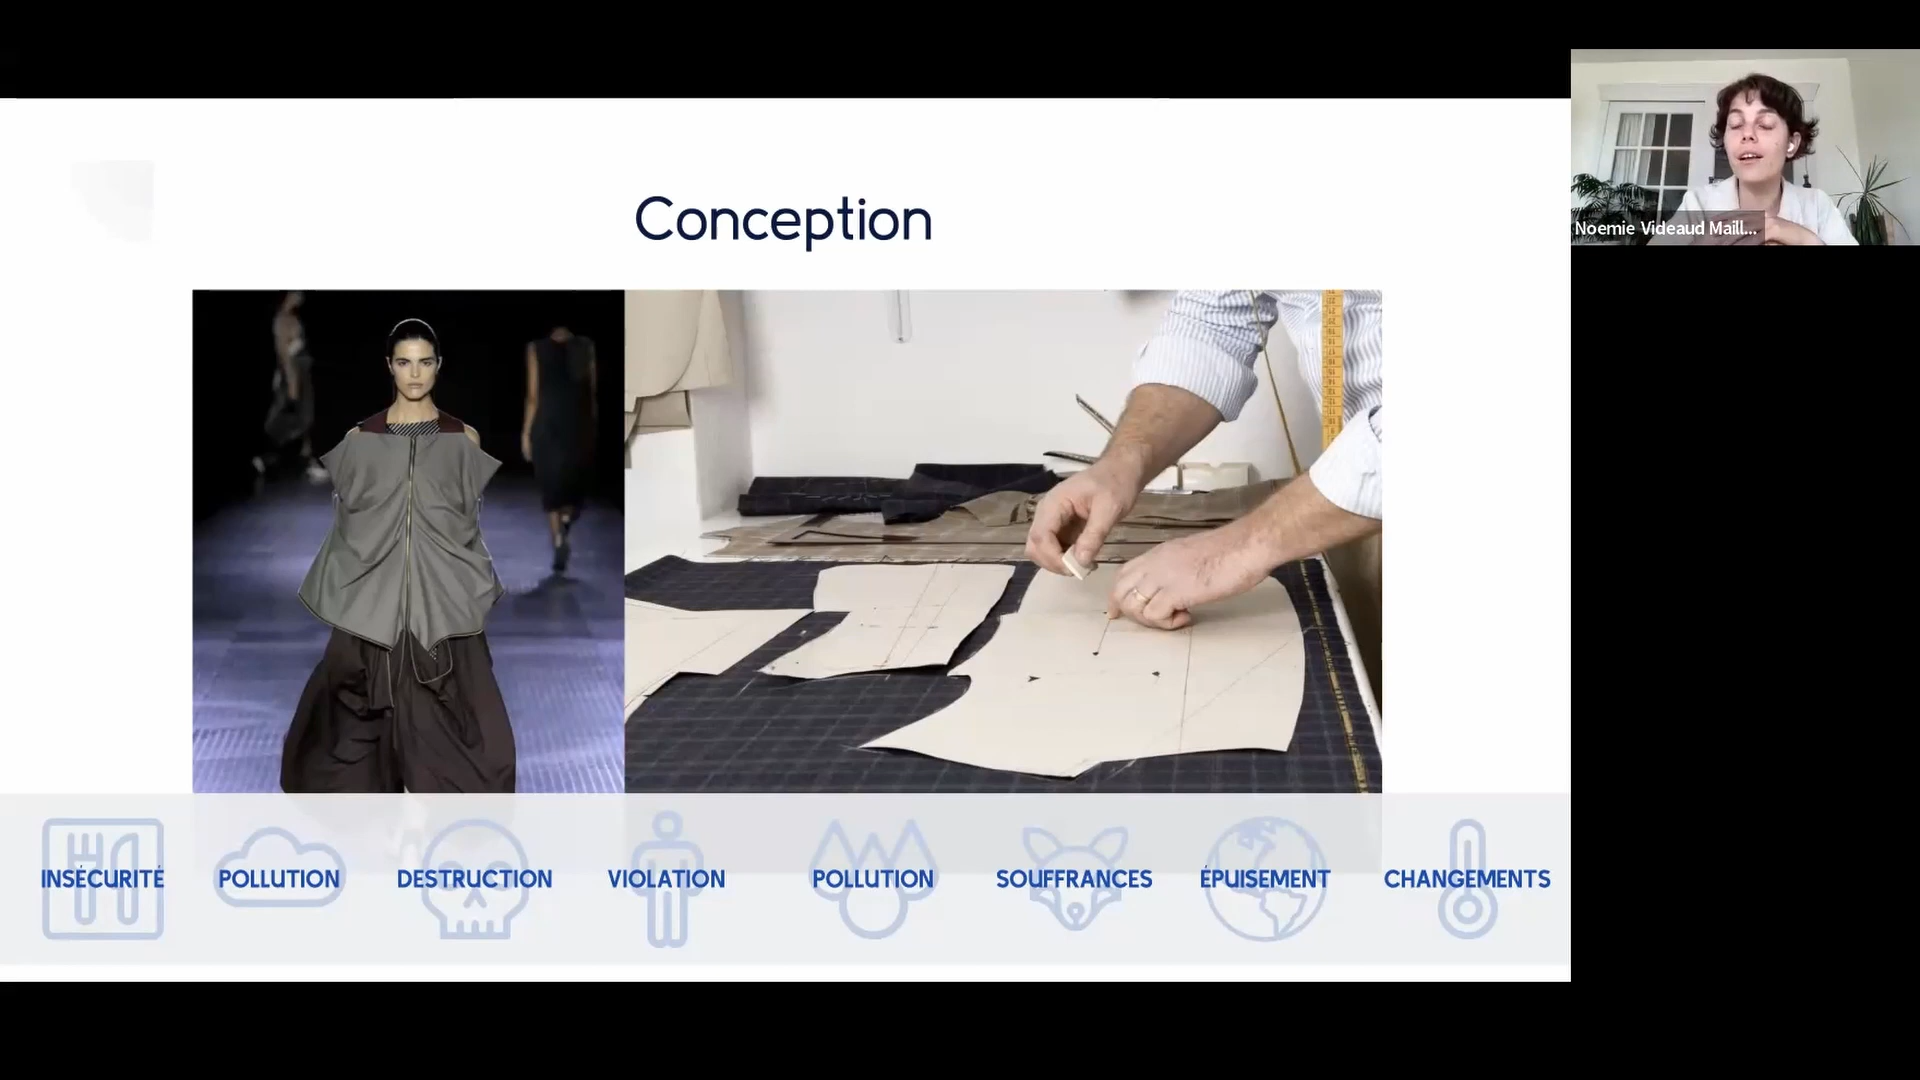 Conception
Noemie Videaud Maill...
INSÉCURITÉ POLLUTION DESTRUCTION VIOLATION POLLUTION SOUFFRANCES ÉPUISEMENT CHANGEMENTS